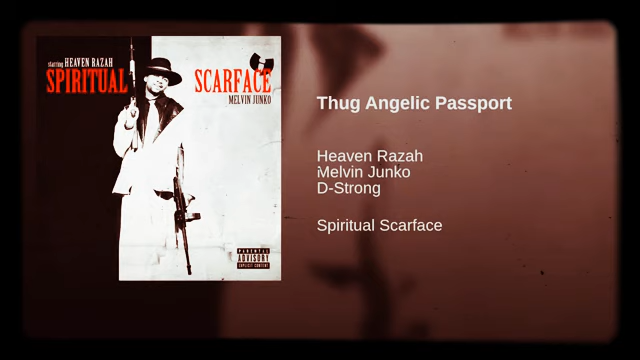 starring HEAVEN RAZAH
SPIRITUAL SCARFACE
MELVIN JUNKO
PARENTAL
ADVISORY
EXPLICIT CONTENT
Thug Angelic Passport
Heaven Razah
Melvin Junko
D-Strong
Spiritual Scarface